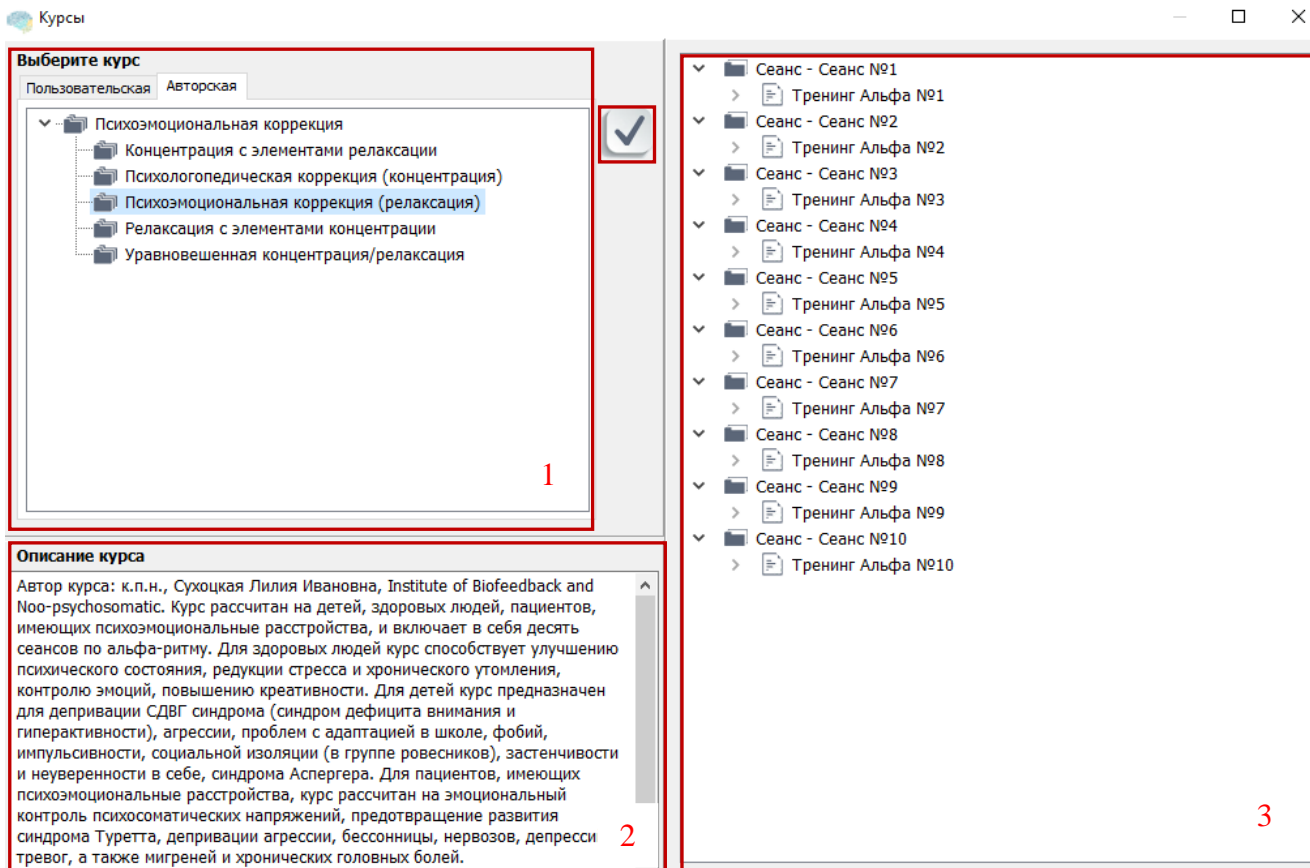 Курсы
Выберите курс
Пользовательская Авторская
Психоэмоциональная коррекция
Концентрация с элементами релаксации
Психологопедическая коррекция (концентрация)
Психоэмоциональная коррекция (релаксация)
Релаксация с элементами концентрации
Уравновешенная концентрация/релаксация
1
Описание курса
Автор курса: к.п.н., Сухоцкая Лилия Ивановна, Institute of Biofeedback and
Noo-psychosomatic. Курс рассчитан на детей, здоровых людей, пациентов,
имеющих психоэмоциональные расстройства, и включает в себя десять
сеансов по альфа-ритму. Для здоровых людей курс способствует улучшению
психического состояния, редукции стресса и хронического утомления,
контролю эмоций, повышению креативности. Для детей курс предназначен
для депривации СДВГ синдрома (синдром дефицита внимания и
гиперактивности), агрессии, проблем с адаптацией в школе, фобий,
импульсивности, социальной изоляции (в группе ровесников), застенчивости
и неуверенности в себе, синдрома Аспергера. Для пациентов, имеющих
психоэмоциональные расстройства, курс рассчитан на эмоциональный
контроль психосоматических напряжений, предотвращение развития
синдрома Туретта, депривации агрессии, бессонницы, нервозов, депресси
тревог, а также мигреней и хронических головных болей.
2
Сеанс - Сеанс №1
Тренинг Альфа №1
Сеанс - Сеанс №2
Тренинг Альфа №2
Сеанс - Сеанс №3
Тренинг Альфа №3
Сеанс - Сеанс №4
Тренинг Альфа №4
Сеанс - Сеанс №5
Тренинг Альфа №5
Сеанс - Сеанс №6
Тренинг Альфа №6
Сеанс - Сеанс №7
Тренинг Альфа №7
Сеанс - Сеанс №8
Тренинг Альфа №8
Сеанс - Сеанс №9
Тренинг Альфа №9
Сеанс - Сеанс №10
Тренинг Альфа №10
3